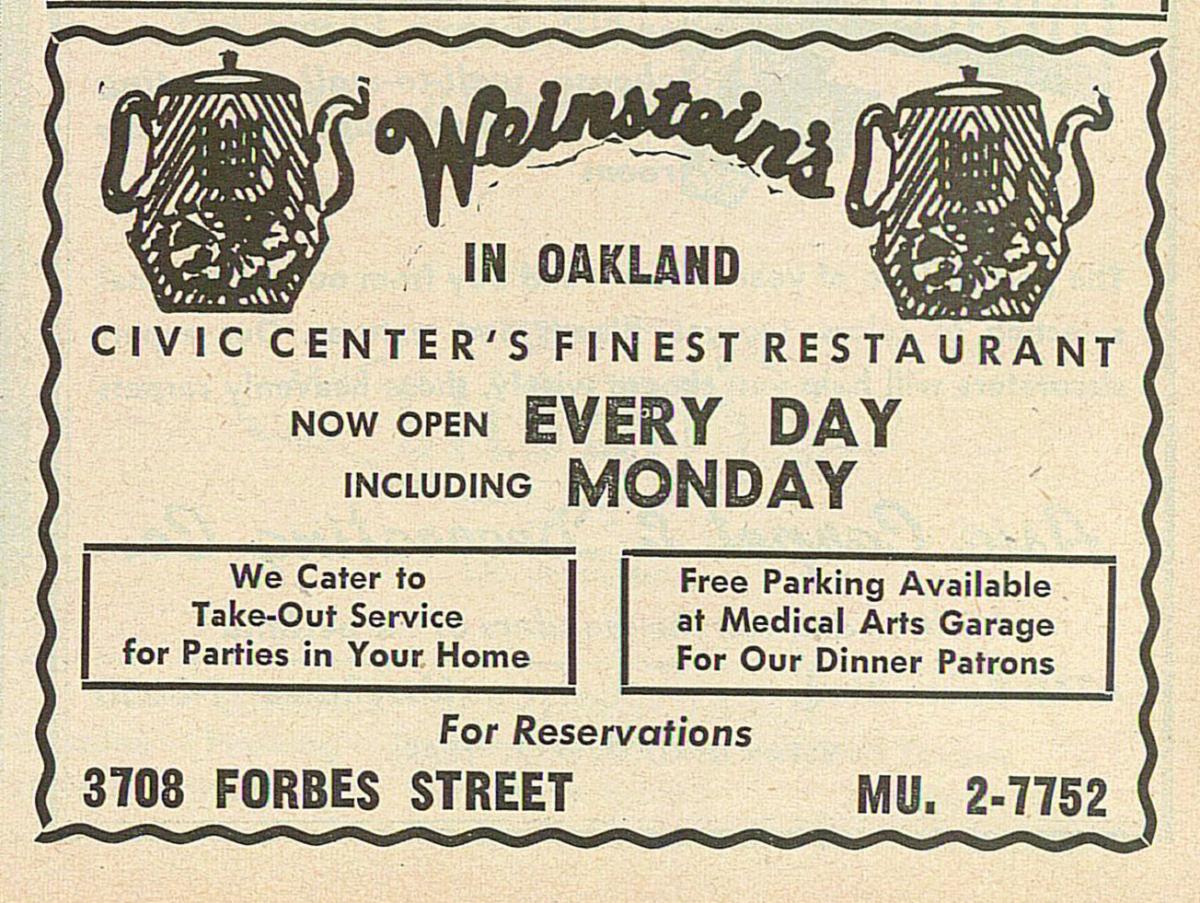 Weinstein's
IN OAKLAND
CIVIC CENTER'S FINEST RESTAURANT
NOW OPEN EVERY DAY
INCLUDING MONDAY
We Cater to
Take-Out Service
for Parties in Your Home
Free Parking Available
at Medical Arts Garage
For Our Dinner Patrons
For Reservations
3708 FORBES STREET MU. 2-7752